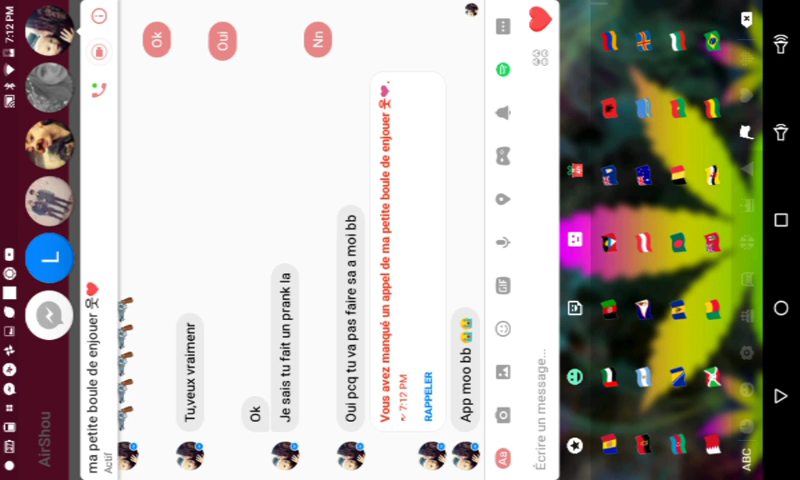 7:12 PM
AirShou
L
ma petite boule de enjouer 웃❤
Actif
Tu,veux vraimenr
Ok
Ok
Oui
Je sais tu fait un prank la
Nn
Oui pcq tu va pas faire sa a moi bb
Vous avez manqué un appel de ma petite boule de enjouer 웃❤.
7:12 PM
RAPPELER
App moo bb 😭😭
Aa
GIF
Écrire un message...
ABC